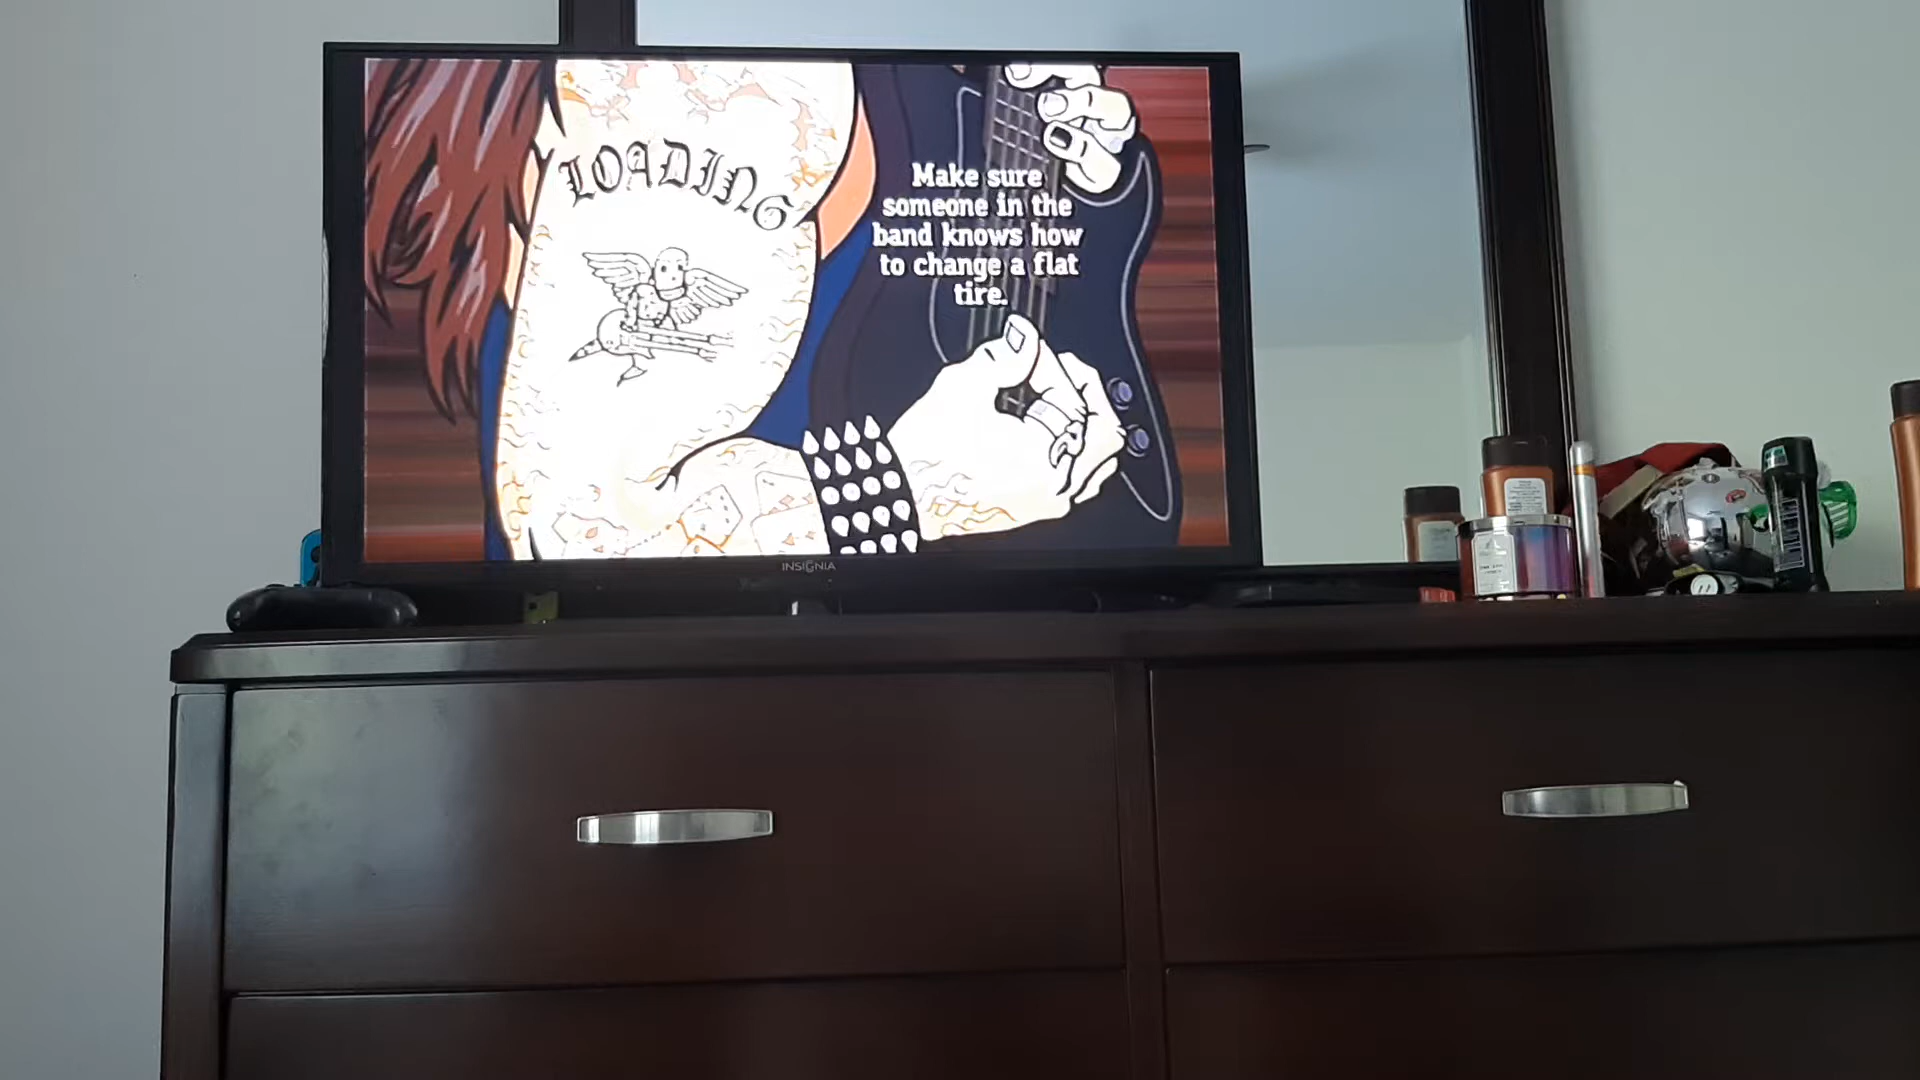 LOADING
Make sure
someone in the
band knows how
to change a flat
tire.
INSIGNIA